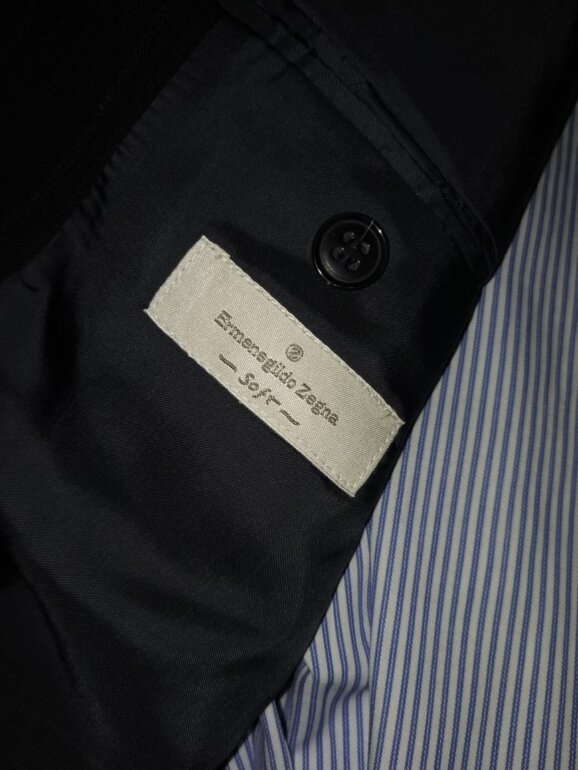 Ermenegildo Zegna
~ Soft ~